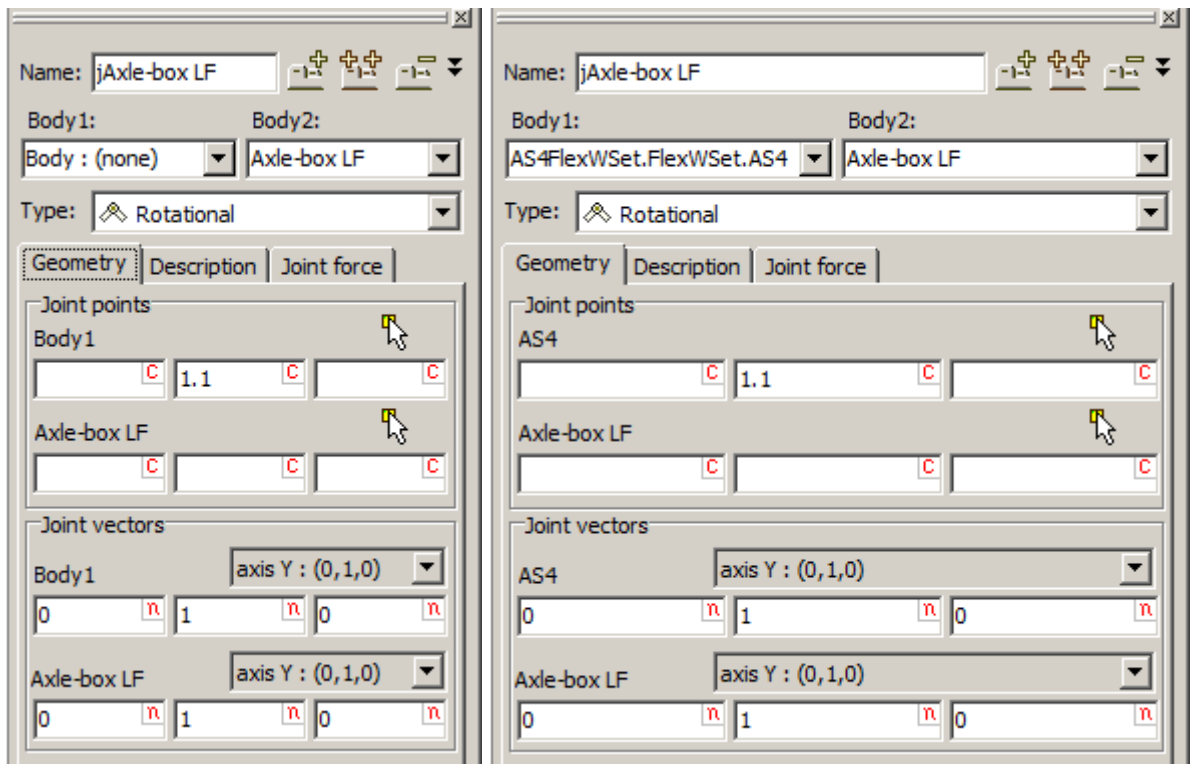 Name: jAxle-box LF
Body1: Body2:
Body : (none) Axle-box LF
Type: Rotational
Geometry Description Joint force
Joint points
Body1
C 1.1 C C
Axle-box LF
C C C
Joint vectors
Body1 axis Y : (0,1,0)
0 n 1 n 0 n
Axle-box LF axis Y : (0,1,0)
0 n 1 n 0 n
Name: jAxle-box LF
Body1: Body2:
AS4FlexWSet.FlexWSet.AS4 Axle-box LF
Type: Rotational
Geometry Description Joint force
Joint points
AS4
C 1.1 C C
Axle-box LF
C C C
Joint vectors
AS4 axis Y : (0,1,0)
0 n 1 n 0 n
Axle-box LF axis Y : (0,1,0)
0 n 1 n 0 n